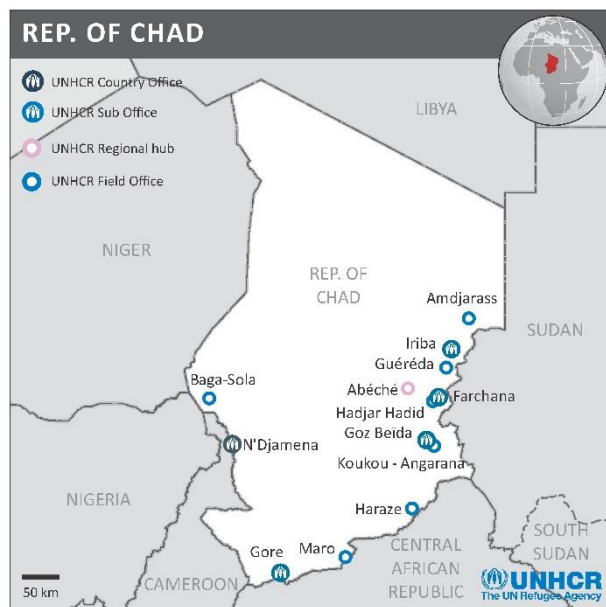 REP. OF CHAD
UNHCR Country Office
UNHCR Sub Office
UNHCR Regional hub
UNHCR Field Office
LIBYA
NIGER
REP. OF
CHAD
Amdjarass
SUDAN
Iriba
Guéréda
Baga-Sola
Abéché
Farchana
Hadjar Hadid
Goz Beïda
N'Djamena
Koukou - Angarana
NIGERIA
Haraze
SOUTH
SUDAN
Gore
Maro
CENTRAL
AFRICAN
REPUBLIC
CAMEROON
50 km
UNHCR
The UN Refugee Agency